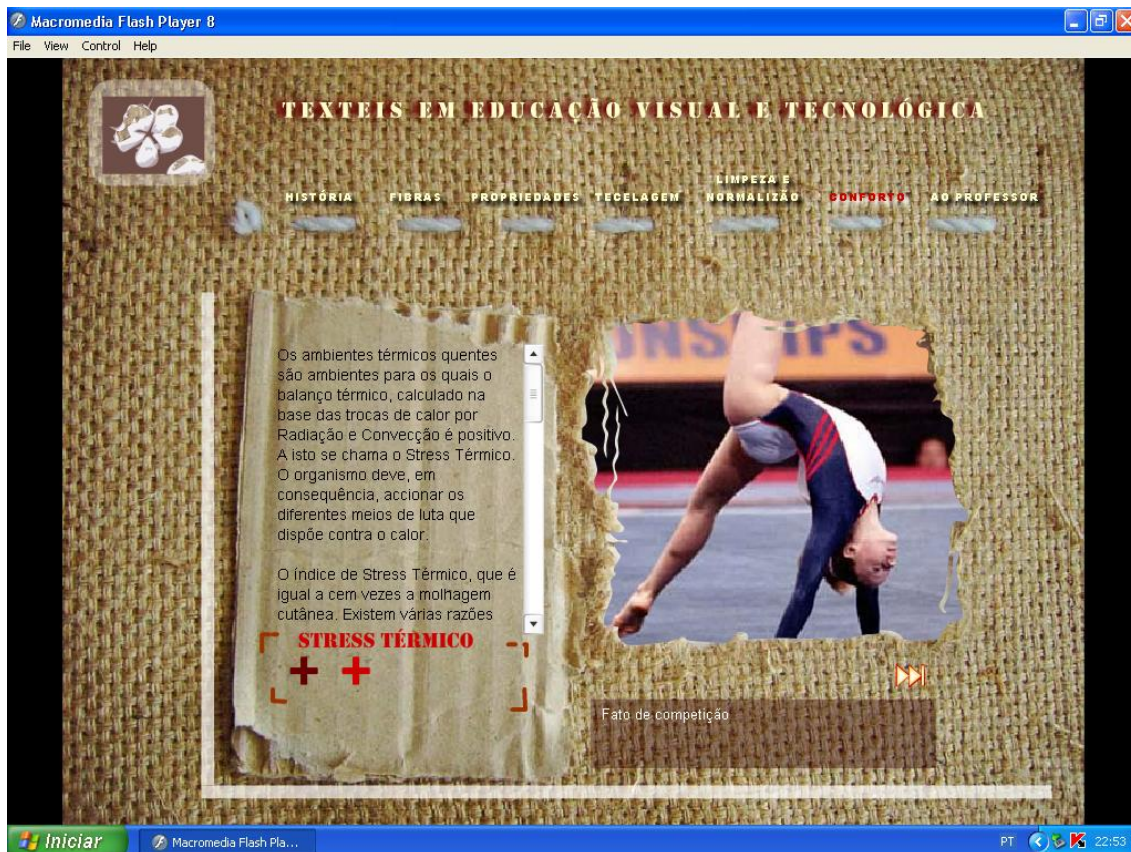 Macromedia Flash Player 8
File View Control Help
TEXTEIS EM EDUCAÇÃO VISUAL E TECNOLÓGICA
HISTÓRIA
FIBRAS
PROPRIEDADES
TECELAGEM
LIMPEZA E
NORMALIZÃO
CONFORTO
AO PROFESSOR
Os ambientes térmicos quentes
são ambientes para os quais o
balanço térmico, calculado na
base das trocas de calor por
Radiação e Convecção é positivo.
A isto se chama o Stress Térmico.
O organismo deve, em
consequência, accionar os
diferentes meios de luta que
dispõe contra o calor.
O índice de Stress Térmico, que é
igual a cem vezes a molhagem
cutânea. Existem várias razões
STRESS TÉRMICO
Fato de competição
Iniciar
Macromedia Flash Pla...
PT
22:53